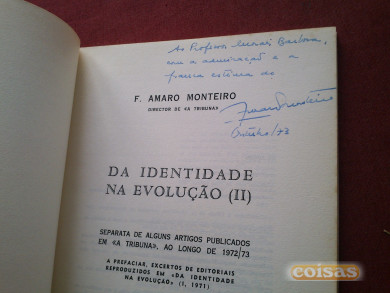 Ao Professor Morais Barbosa,
com a admiração e a
franca estima do
F. AMARO MONTEIRO
DIRECTOR DE «A TRIBUNA»
/73
DA IDENTIDADE
NA EVOLUÇÃO (II)
SEPARATA DE ALGUNS ARTIGOS PUBLICADOS
EM «A TRIBUNA», AO LONGO DE 1972/73
A PREFACIAR, EXCERTOS DE EDITORIAIS
REPRODUZIDOS EM «DA IDENTIDADE
NA EVOLUÇÃO» (I, 1971)
coisas